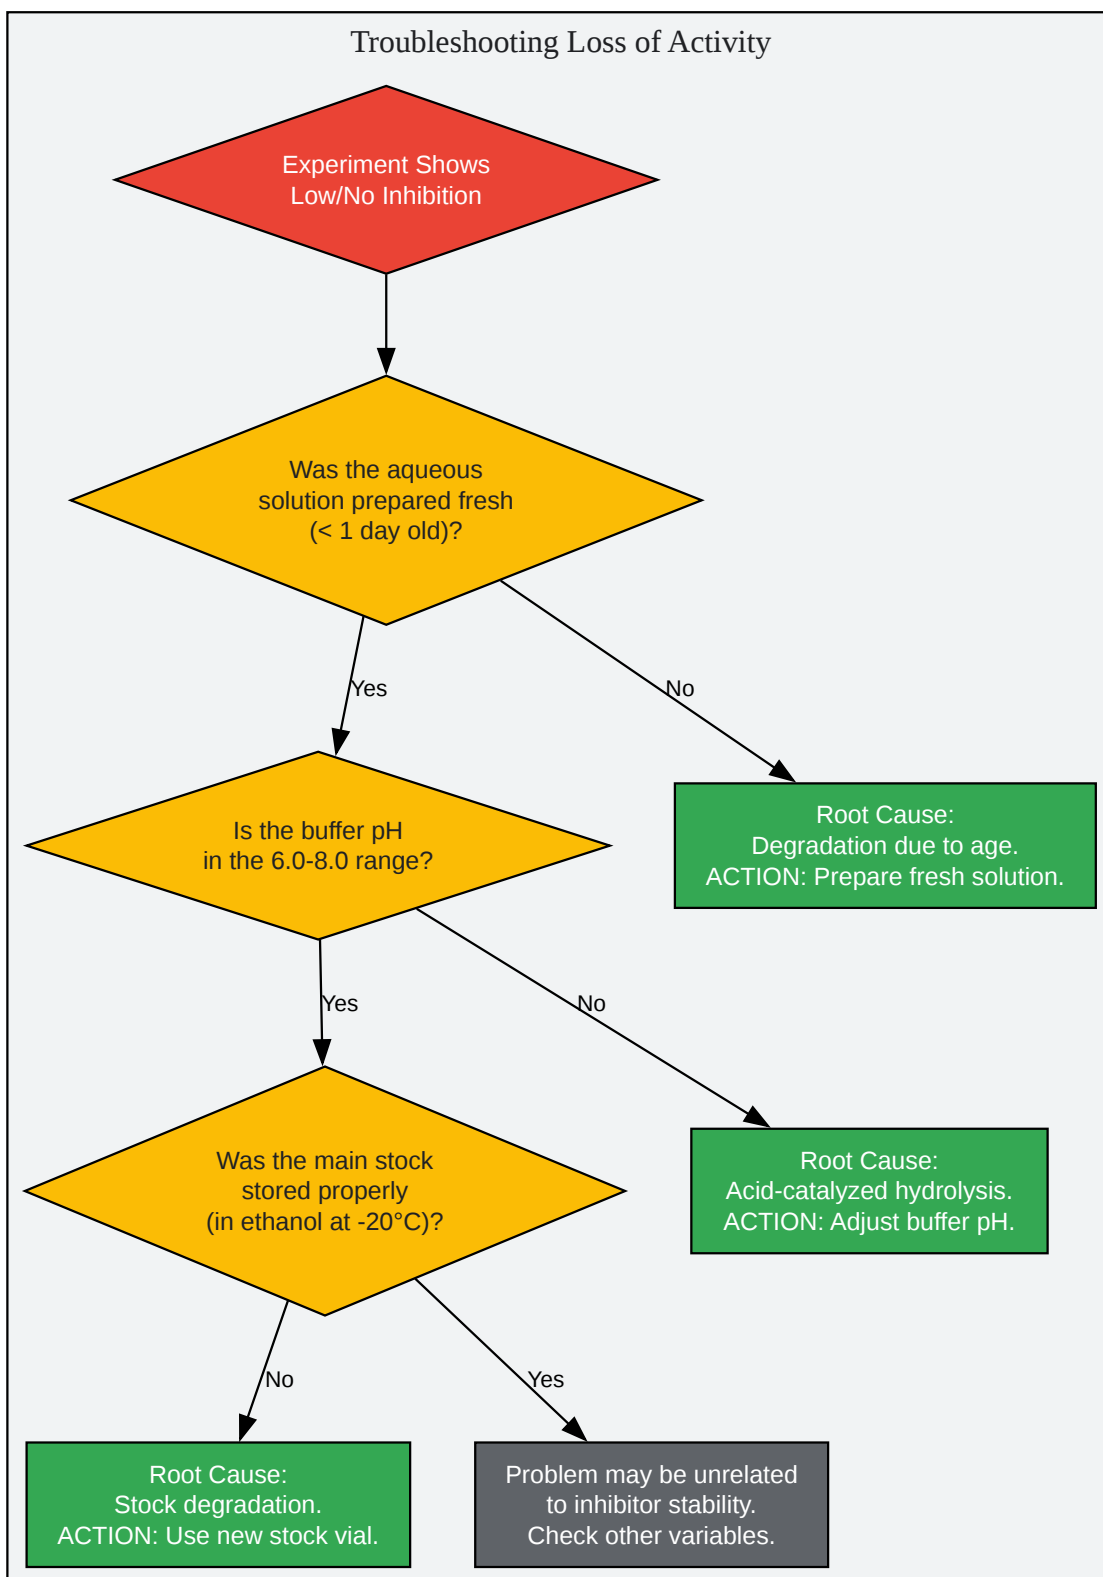 Troubleshooting Loss of Activity
Experiment Shows
Low/No Inhibition
Was the aqueous
solution prepared fresh
(< 1 day old)?
Yes
No
Is the buffer pH
in the 6.0-8.0 range?
Root Cause:
Degradation due to age.
ACTION: Prepare fresh solution.
Yes
No
Was the main stock
stored properly
(in ethanol at -20°C)?
Root Cause:
Acid-catalyzed hydrolysis.
ACTION: Adjust buffer pH.
No
Yes
Root Cause:
Stock degradation.
ACTION: Use new stock vial.
Problem may be unrelated
to inhibitor stability.
Check other variables.